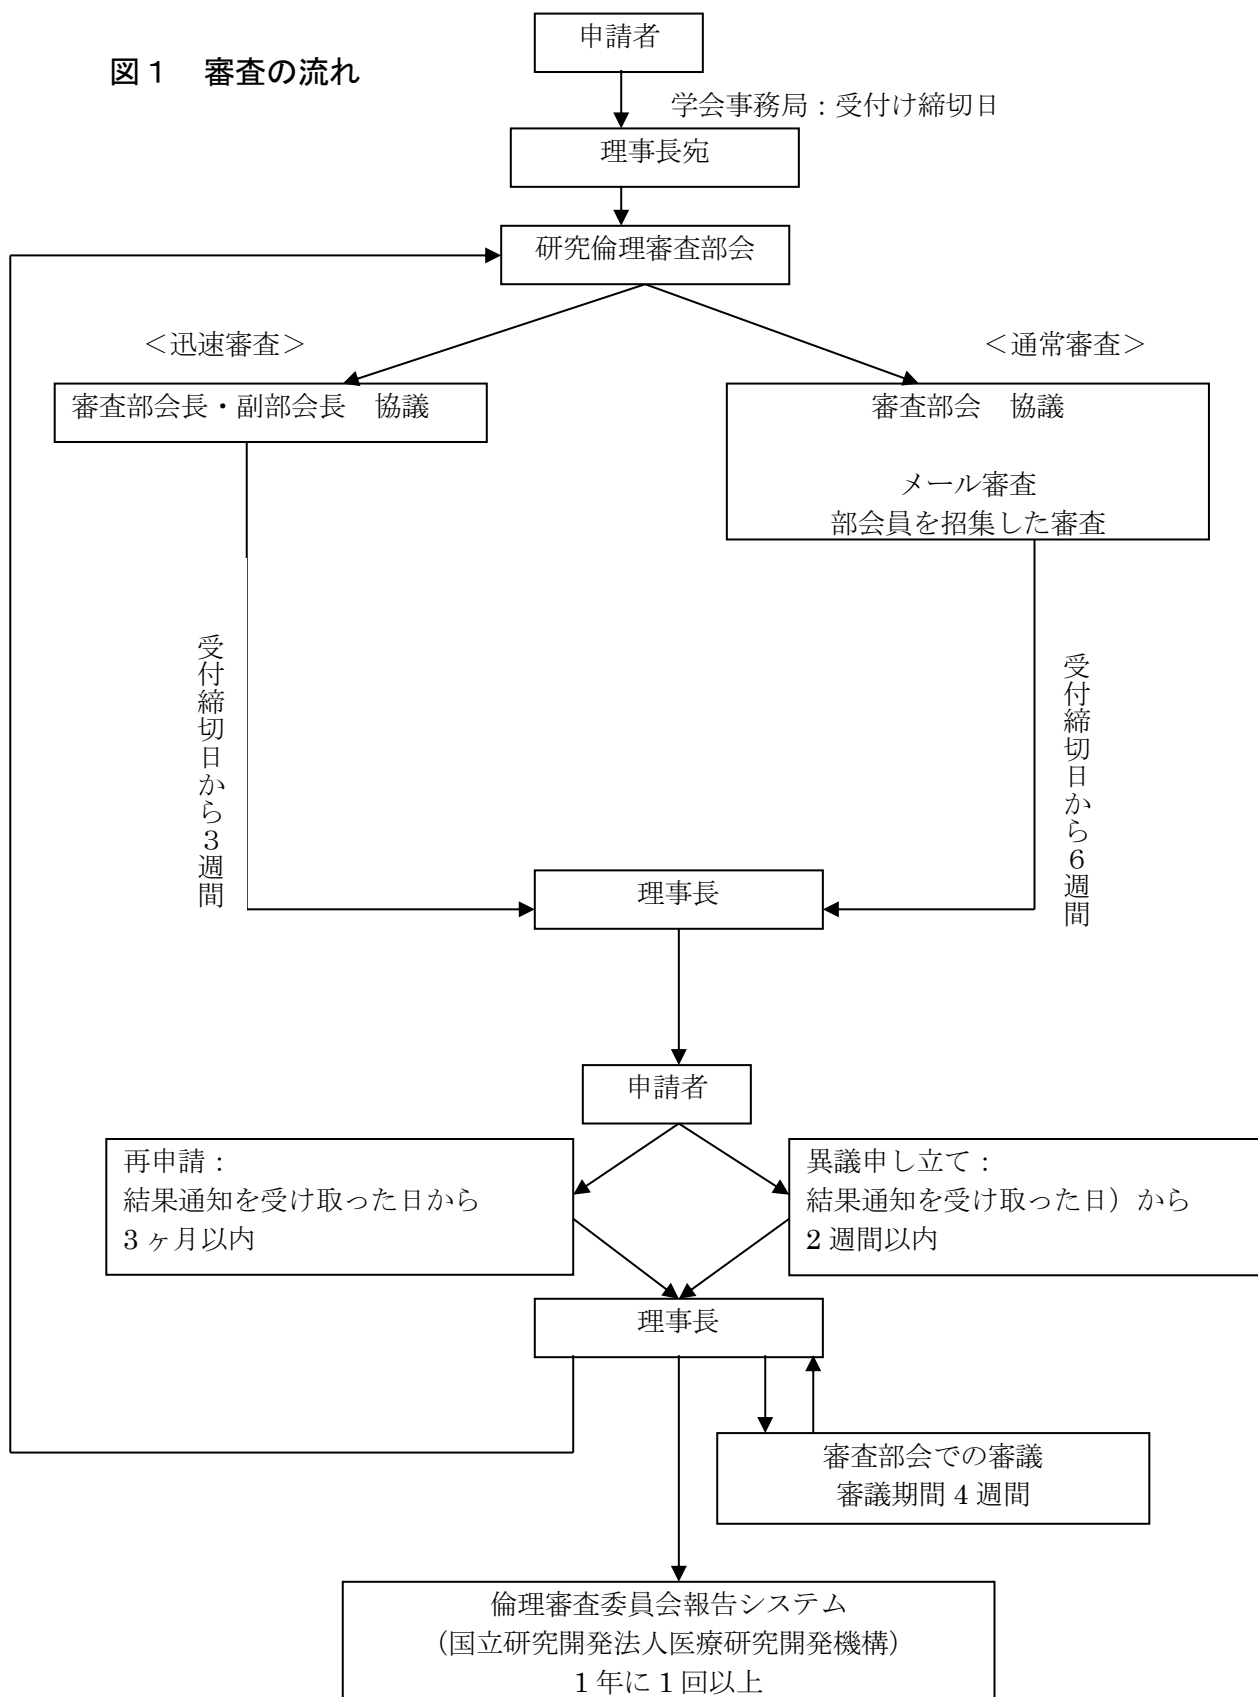 申請者
図１　審査の流れ
学会事務局：受付け締切日
理事長宛
研究倫理審査部会
＜迅速審査＞
＜通常審査＞
審査部会長・副部会長　協議
審査部会　協議
メール審査
部会員を招集した審査
受付締切日から３週間
受付締切日から６週間
理事長
申請者
再申請：
結果通知を受け取った日から
3 ヶ月以内
異議申し立て：
結果通知を受け取った日）から
2 週間以内
理事長
審査部会での審議
審議期間 4 週間
倫理審査委員会報告システム
（国立研究開発法人医療研究開発機構）
1 年に 1 回以上